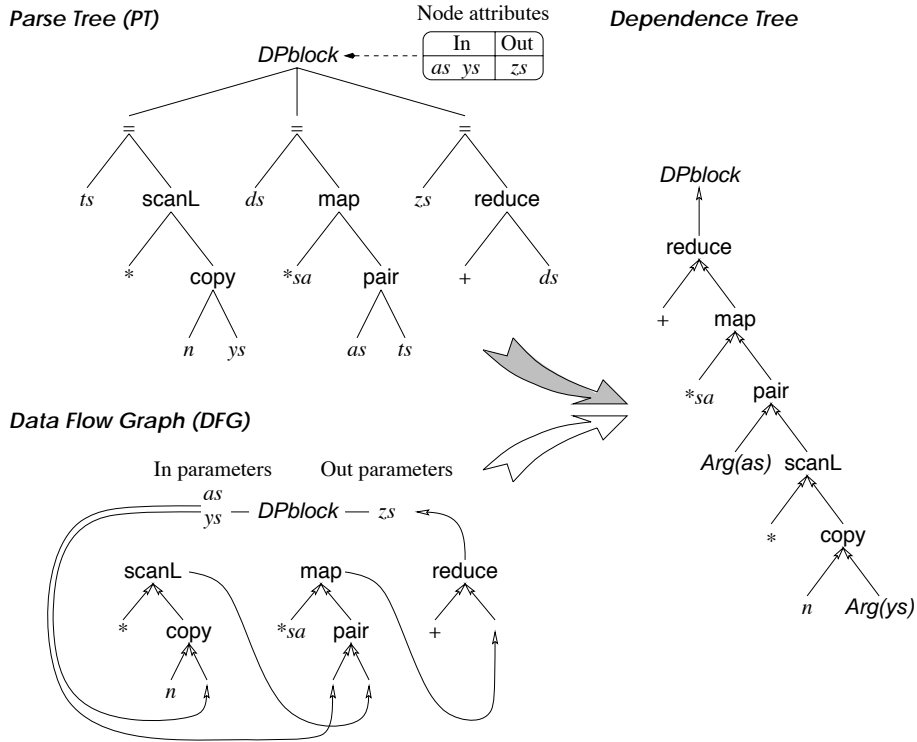 Parse Tree (PT)
Node attributes
Dependence Tree
In Out
as ys zs
DPblock
= = =
ts scanL ds map zs reduce
* copy *sa pair + ds
n ys as ts
DPblock
reduce
+ map
*sa pair
Arg(as) scanL
* copy
n Arg(ys)
Data Flow Graph (DFG)
In parameters Out parameters
as
ys DPblock zs
scanL map reduce
* copy *sa pair +
n